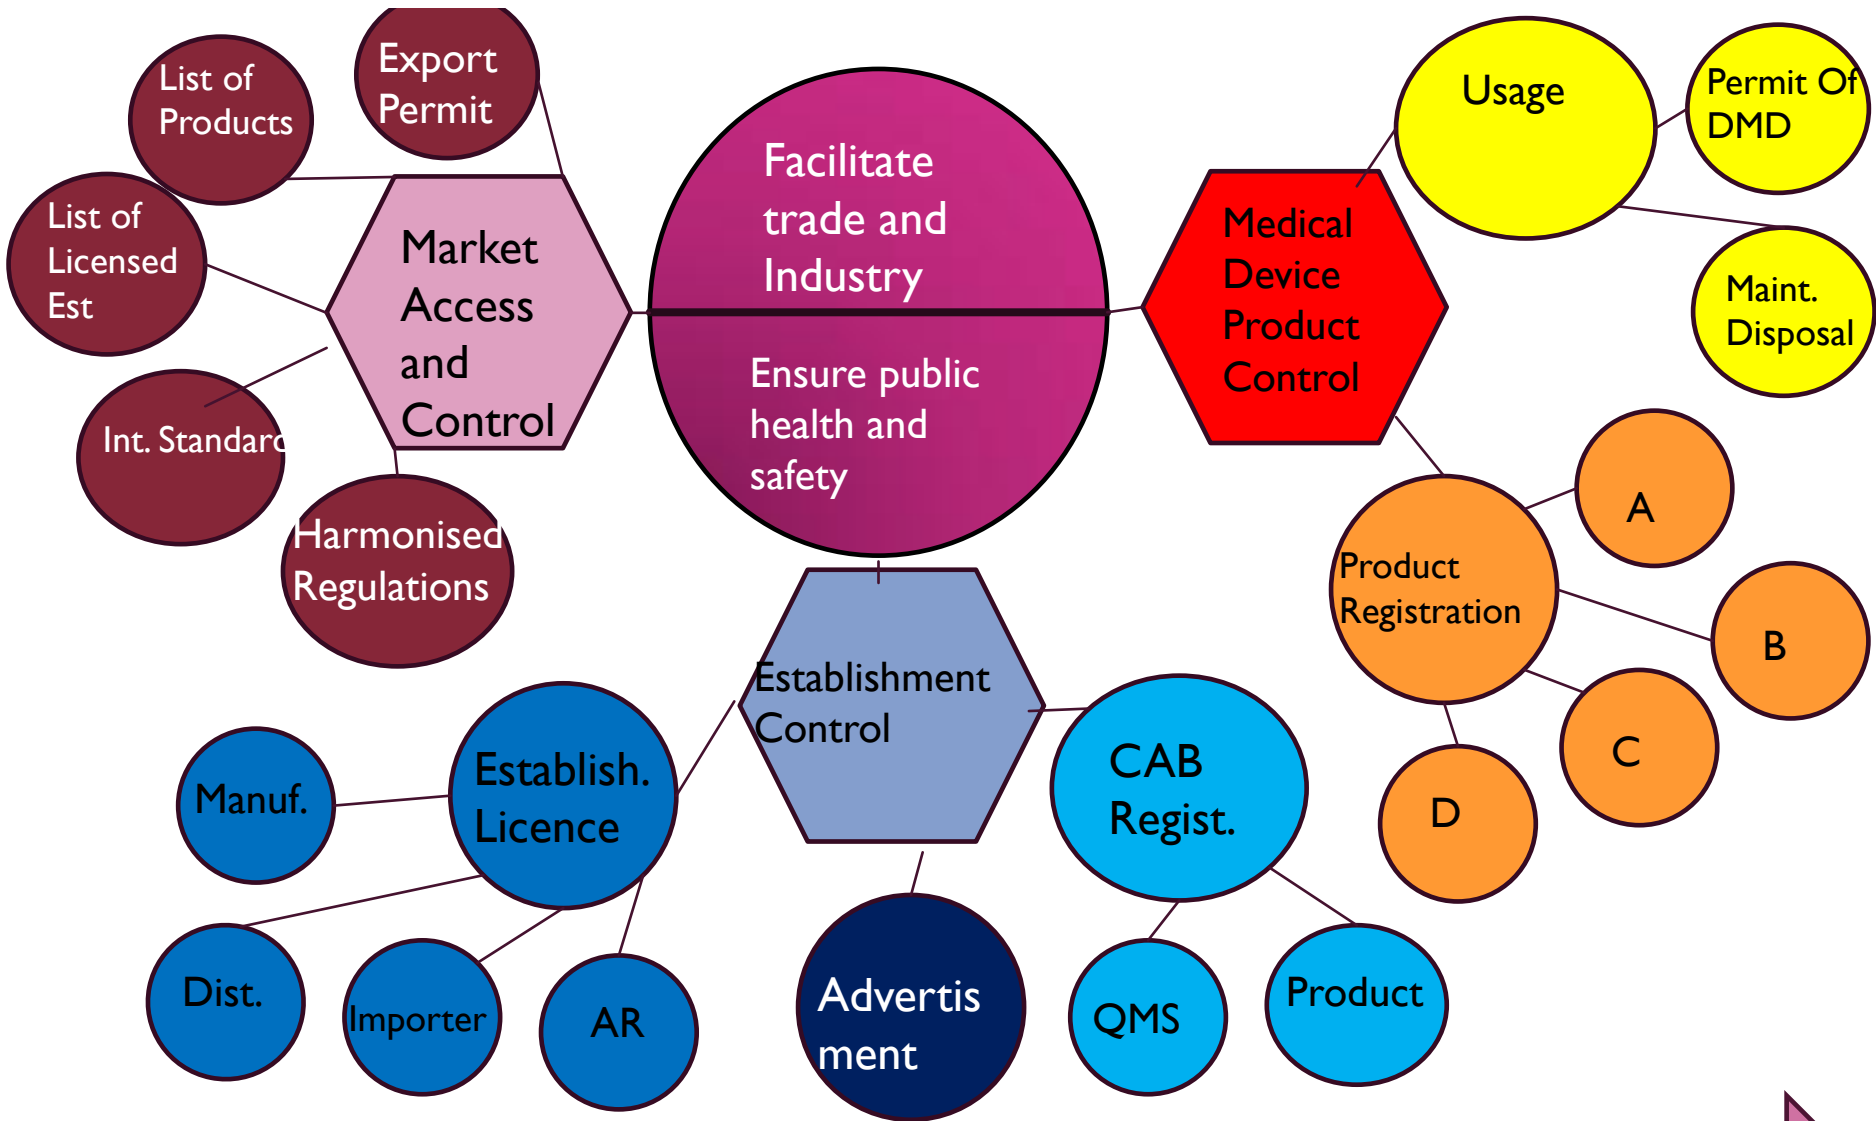 Export
Permit
List of
Products
List of
Licensed
Est
Market
Access
and
Control
Int. Standard
Harmonised
Regulations
Facilitate
trade and
Industry
Ensure public
health and
safety
Medical
Device
Product
Control
Usage
Permit Of
DMD
Maint.
Disposal
Product
Registration
A
B
C
D
Establishment
Control
Establish.
Licence
Manuf.
Dist.
Importer
AR
Advertis
ment
CAB
Regist.
QMS
Product